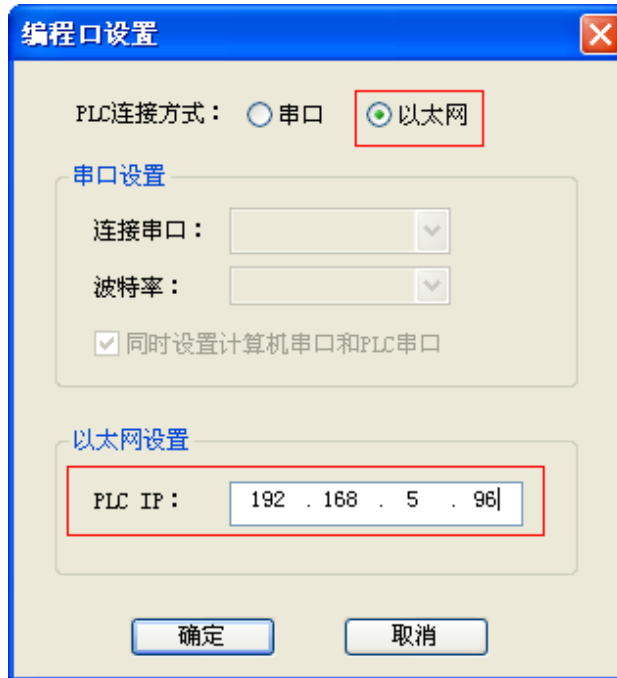 编程口设置
PLC连接方式： 串口 以太网
串口设置
连接串口：
波特率：
同时设置计算机串口和PLC串口
以太网设置
PLC IP： 192 . 168 . 5 . 96
确定 取消